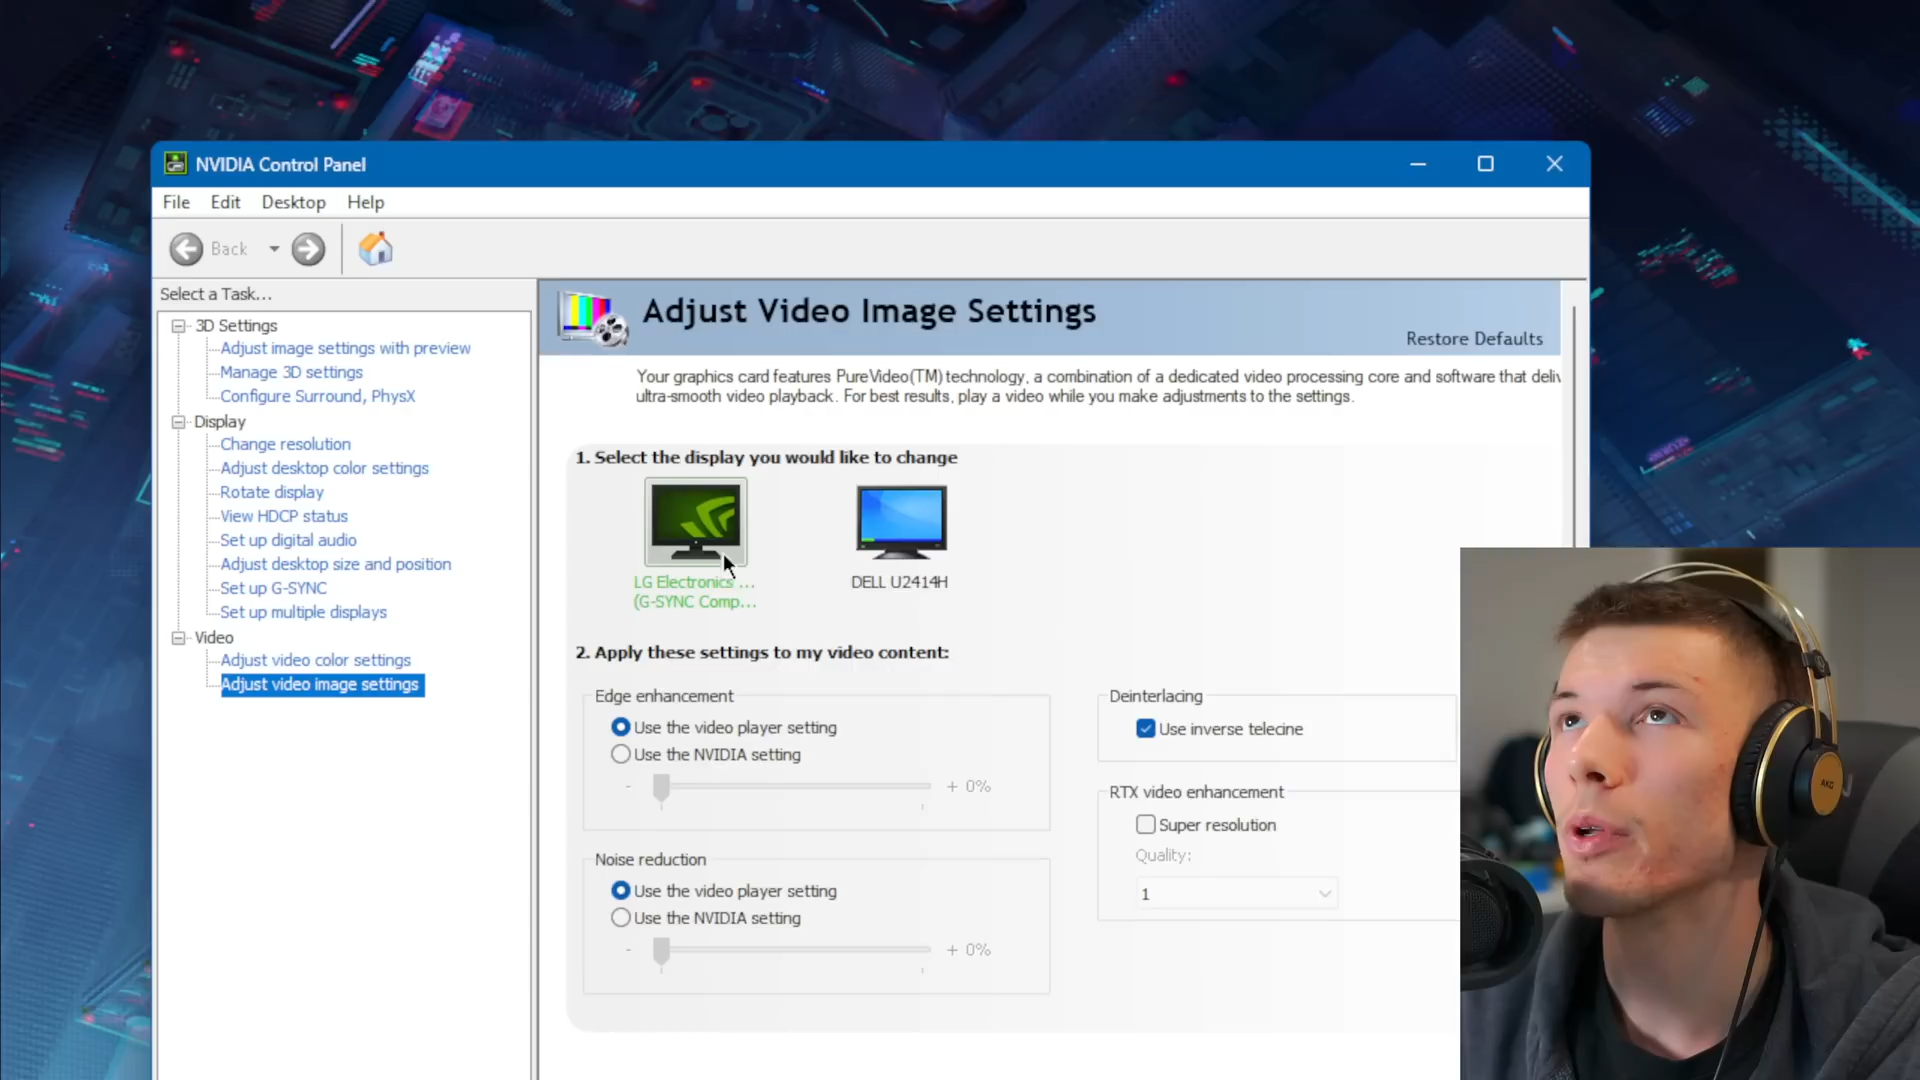 NVIDIA Control Panel
File Edit Desktop Help
Back
Select a Task...
3D Settings
Adjust image settings with preview
Manage 3D settings
Configure Surround, PhysX
Display
Change resolution
Adjust desktop color settings
Rotate display
View HDCP status
Set up digital audio
Adjust desktop size and position
Set up G-SYNC
Set up multiple displays
Video
Adjust video color settings
Adjust video image settings
Adjust Video Image Settings
Restore Defaults
Your graphics card features PureVideo(TM) technology, a combination of a dedicated video processing core and software that deliv
ultra-smooth video playback. For best results, play a video while you make adjustments to the settings.
1. Select the display you would like to change
LG Electronics ...
(G-SYNC Comp...
DELL U2414H
2. Apply these settings to my video content:
Edge enhancement
Use the video player setting
Use the NVIDIA setting
- + 0%
Noise reduction
Use the video player setting
Use the NVIDIA setting
- + 0%
Deinterlacing
Use inverse telecine
RTX video enhancement
Super resolution
Quality:
1
AKG